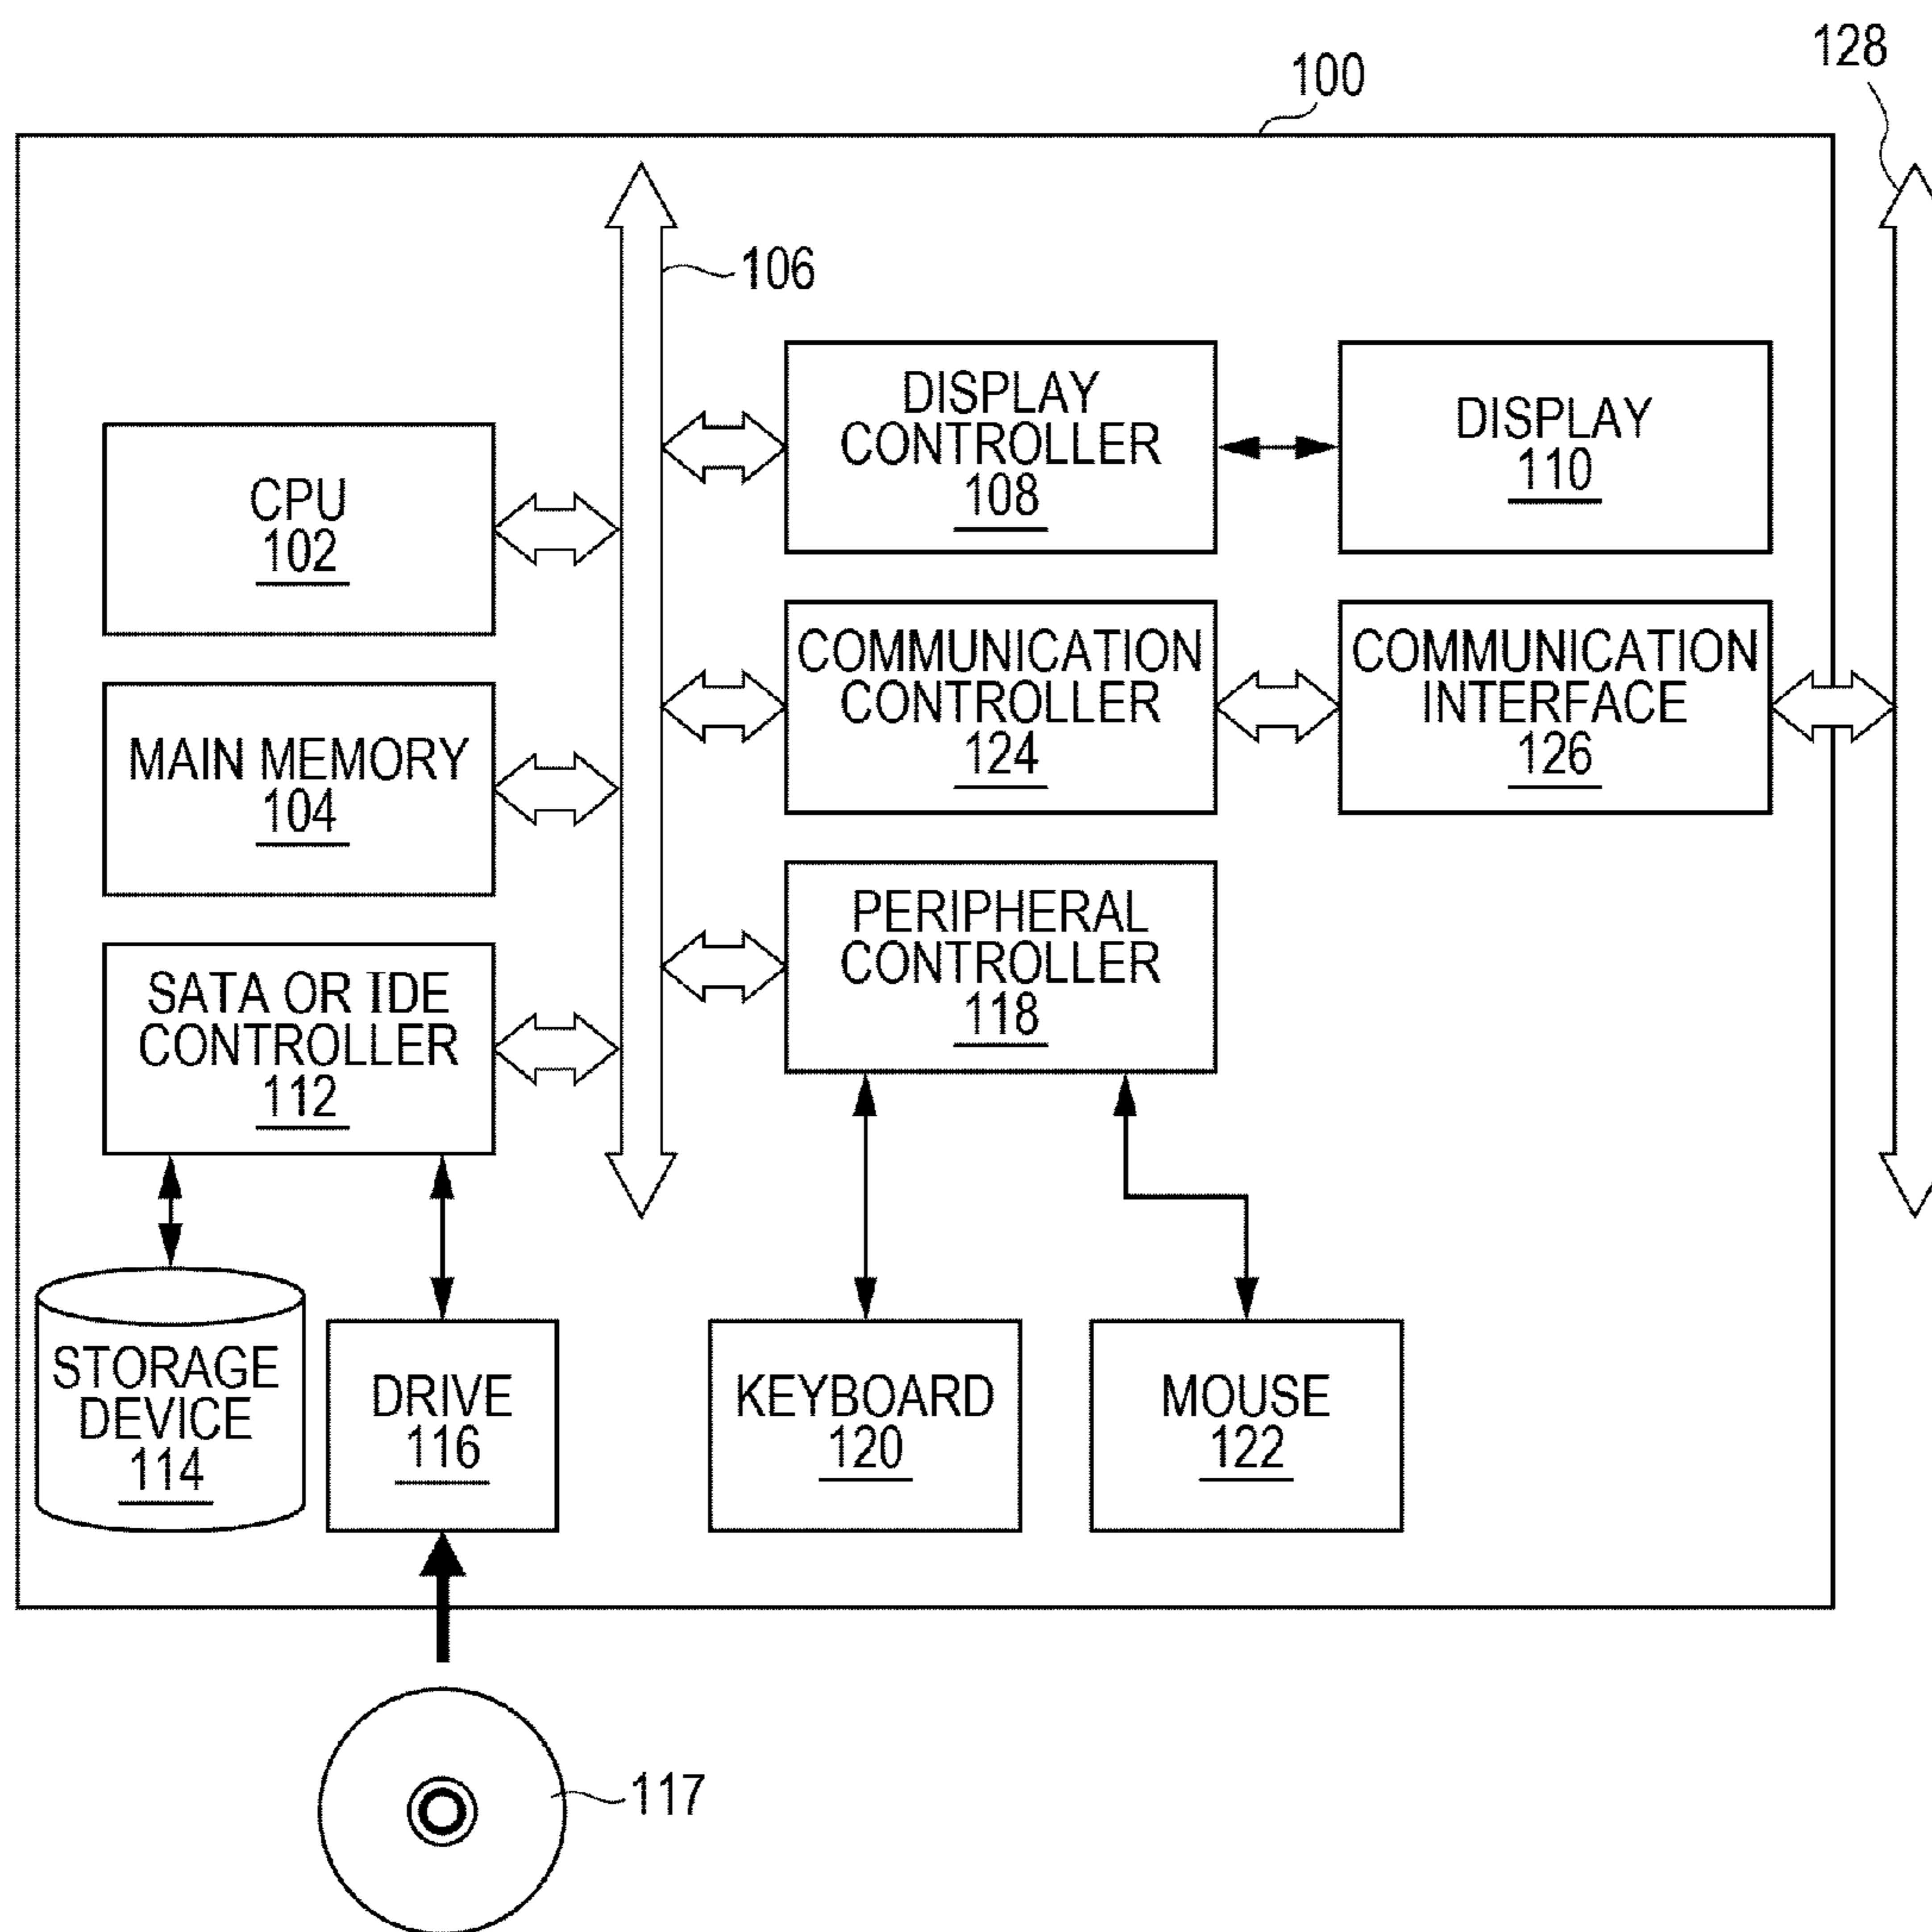 128
100
106
DISPLAY
CONTROLLER
108
DISPLAY
110
CPU
102
COMMUNICATION
CONTROLLER
124
COMMUNICATION
INTERFACE
126
MAIN MEMORY
104
PERIPHERAL
CONTROLLER
118
SATA OR IDE
CONTROLLER
112
STORAGE
DEVICE
114
DRIVE
116
KEYBOARD
120
MOUSE
122
117